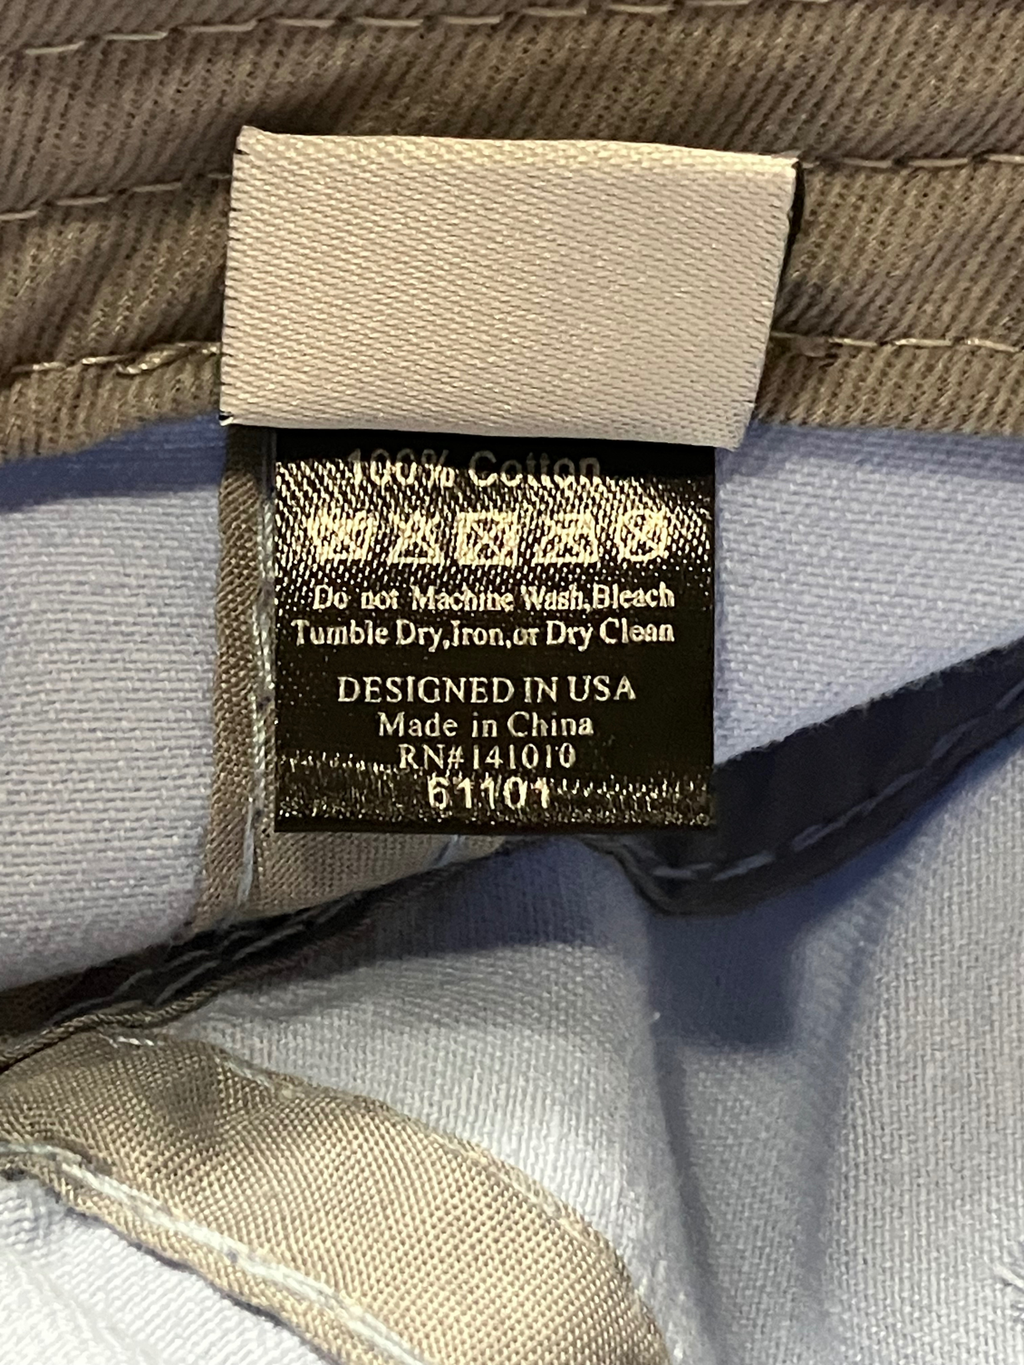 100% Cotton
Do not Machine Wash,Bleach
Tumble Dry,Iron,or Dry Clean
DESIGNED IN USA
Made in China
RN#141010
61101